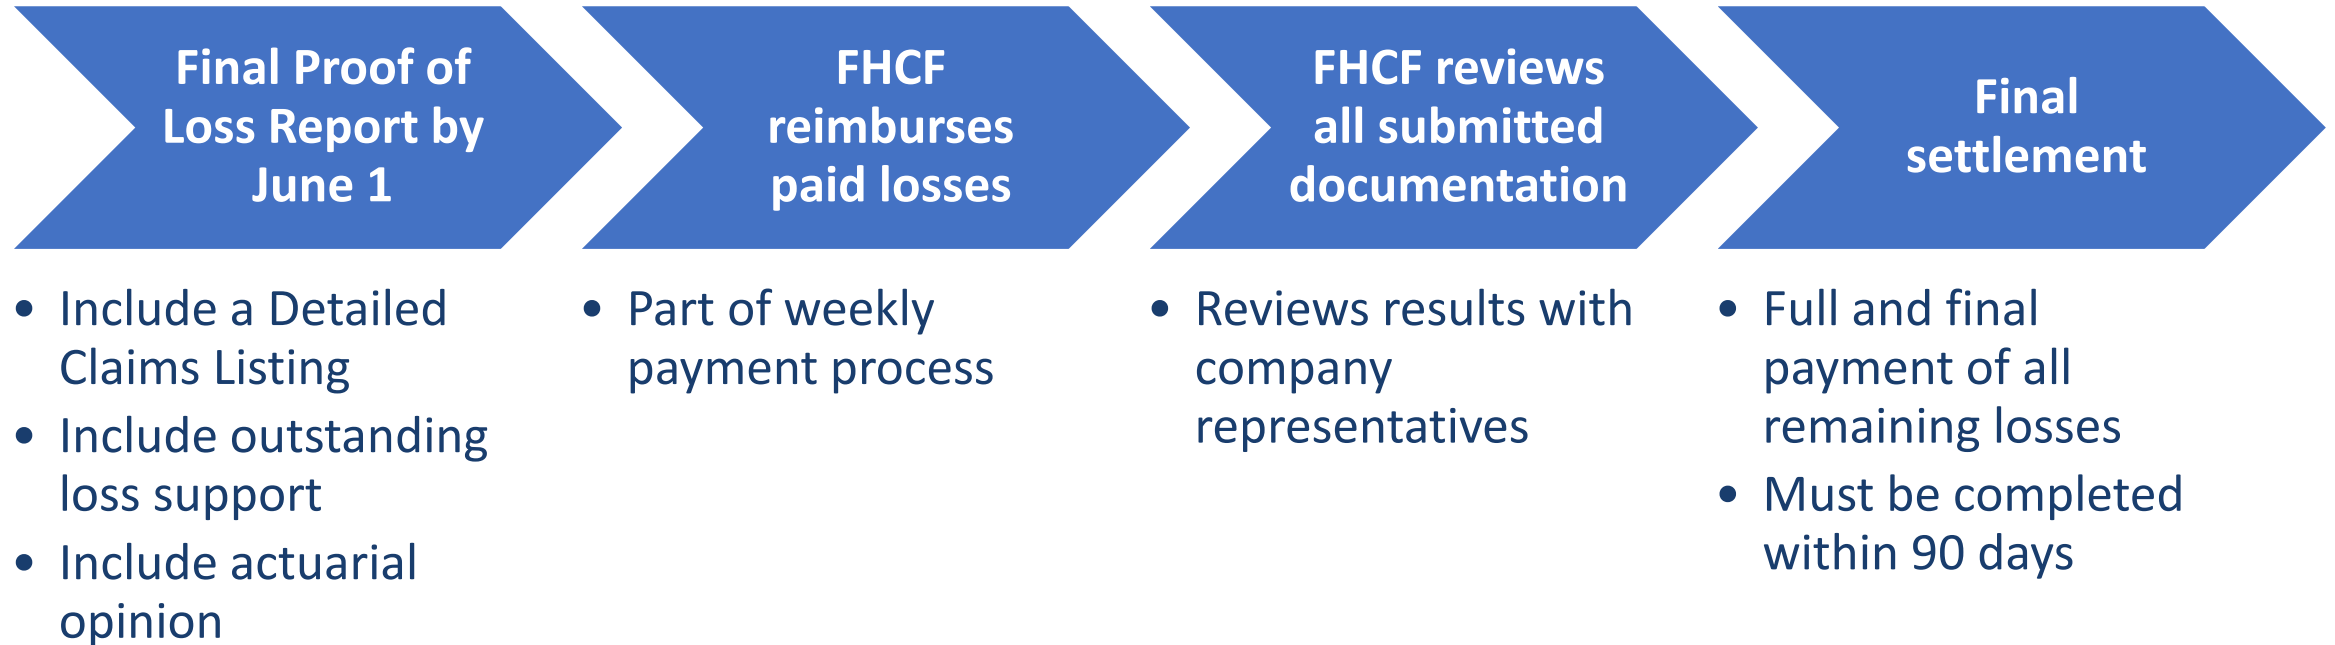 Final Proof of
Loss Report by
June 1
• Include a Detailed
Claims Listing
• Include outstanding
loss support
• Include actuarial
opinion
FHCF
reimburses
paid losses
• Part of weekly
payment process
FHCF reviews
all submitted
documentation
• Reviews results with
company
representatives
Final
settlement
• Full and final
payment of all
remaining losses
• Must be completed
within 90 days